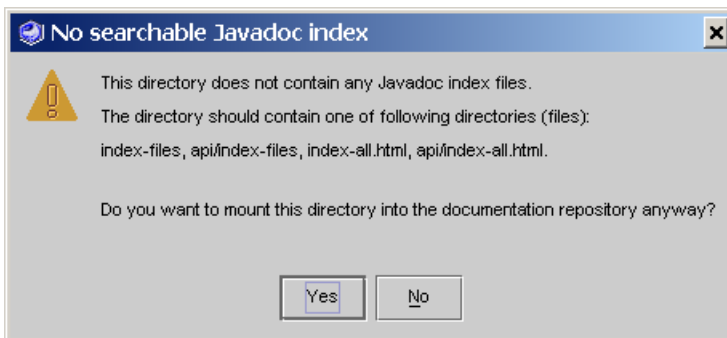 No searchable Javadoc index
This directory does not contain any Javadoc index files.
The directory should contain one of following directories (files):
index-files, api/index-files, index-all.html, api/index-all.html.
Do you want to mount this directory into the documentation repository anyway?
Yes No